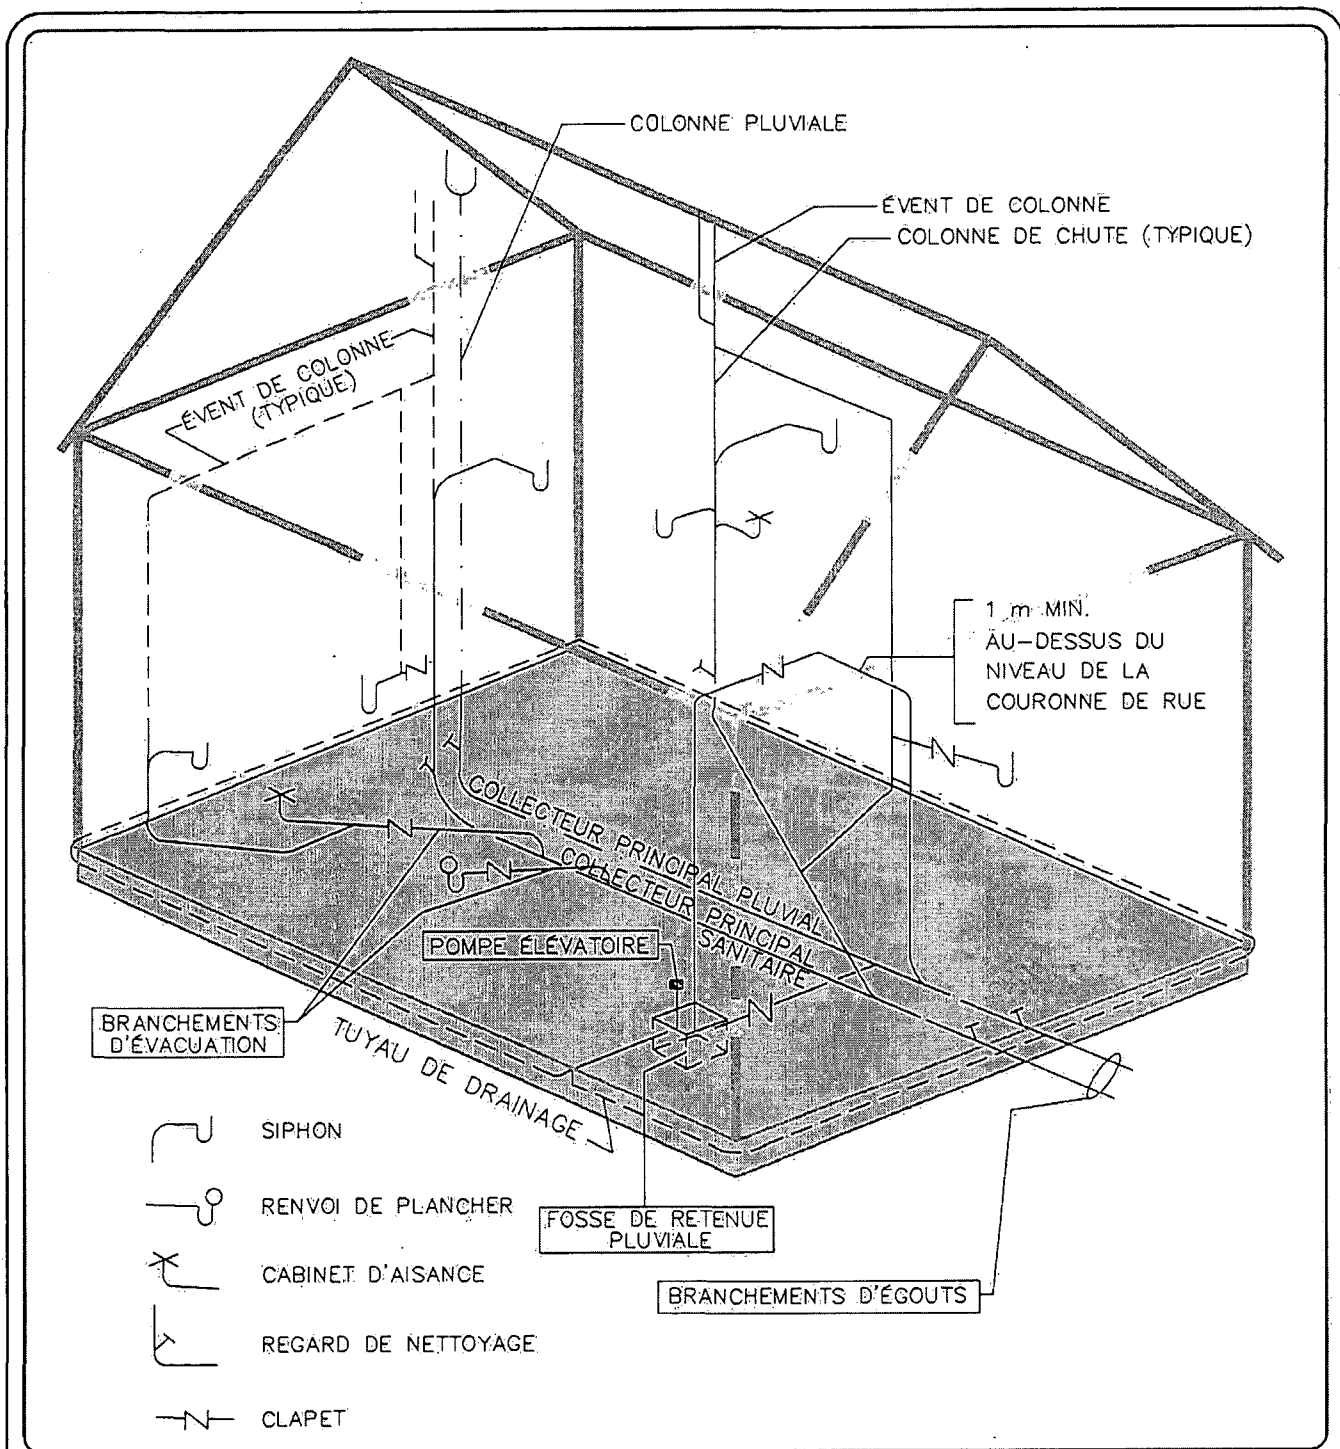 COLONNE PLUVIALE
ÉVENT DE COLONNE
COLONNE DE CHUTE (TYPIQUE)
ÉVENT DE COLONNE
(TYPIQUE)
1 m MIN.
AU-DESSUS DU
NIVEAU DE LA
COURONNE DE RUE
COLLECTEUR PRINCIPAL PLUVIAL
COLLECTEUR PRINCIPAL
SANITAIRE
POMPE ÉLÉVATOIRE
BRANCHEMENTS
D'ÉVACUATION
TUYAU DE DRAINAGE
SIPHON
RENVOI DE PLANCHER
FOSSE DE RETENUE
PLUVIALE
CABINET D'AISANCE
BRANCHEMENTS D'ÉGOUTS
REGARD DE NETTOYAGE
CLAPET